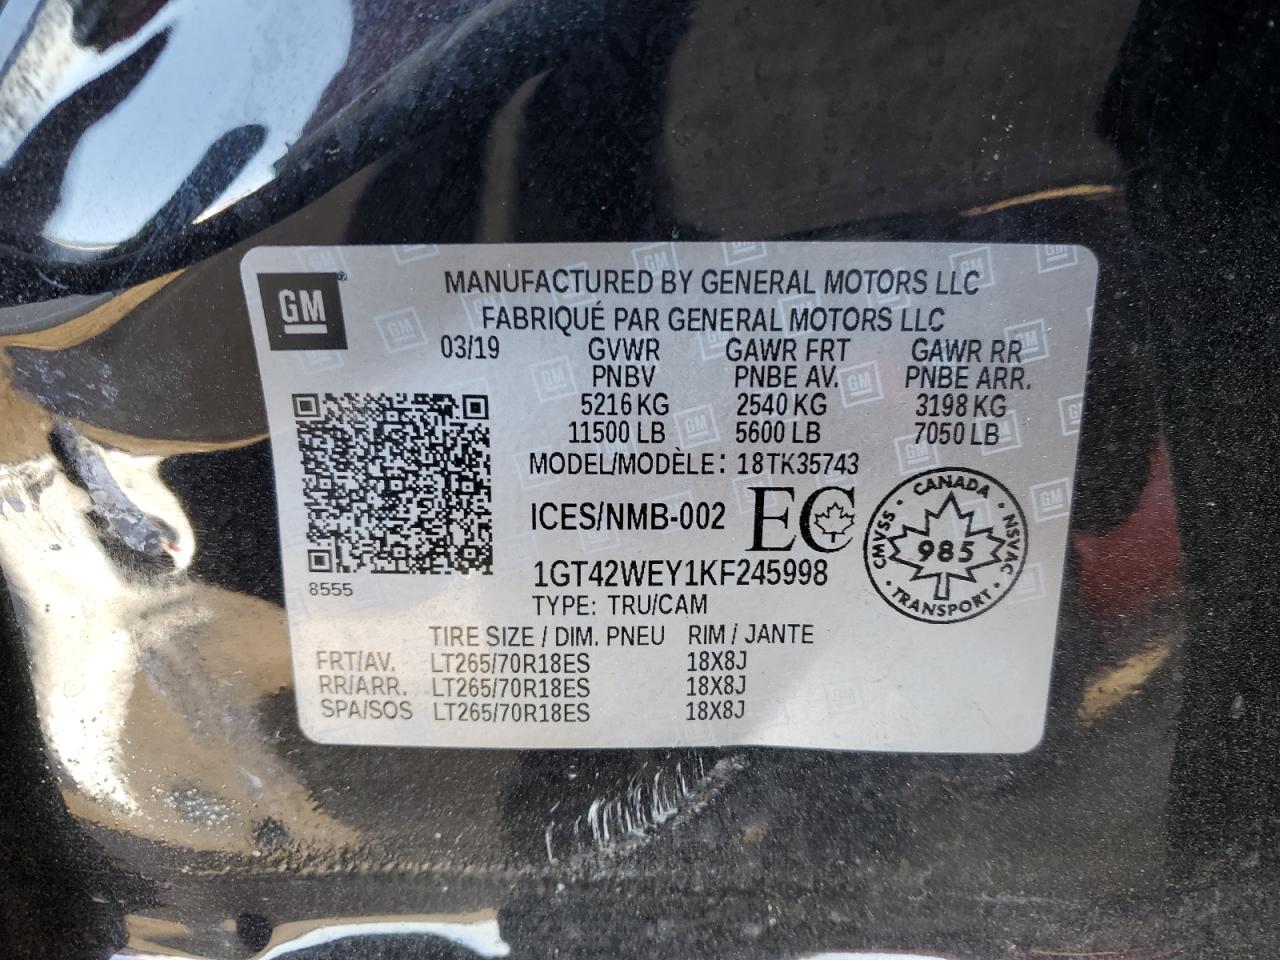 GM
MANUFACTURED BY GENERAL MOTORS LLC
FABRIQUÉ PAR GENERAL MOTORS LLC
03/19 GVWR GAWR FRT GAWR RR
PNBV PNBE AV. PNBE ARR.
5216 KG 2540 KG 3198 KG
11500 LB 5600 LB 7050 LB
MODEL/MODÈLE: 18TK35743
ICES/NMB-002 EC
CANADA
CMVSS 985 NSVAC
TRANSPORT
8555
1GT42WEY1KF245998
TYPE: TRU/CAM
TIRE SIZE / DIM. PNEU RIM / JANTE
FRT/AV. LT265/70R18ES 18X8J
RR/ARR. LT265/70R18ES 18X8J
SPA/SOS LT265/70R18ES 18X8J